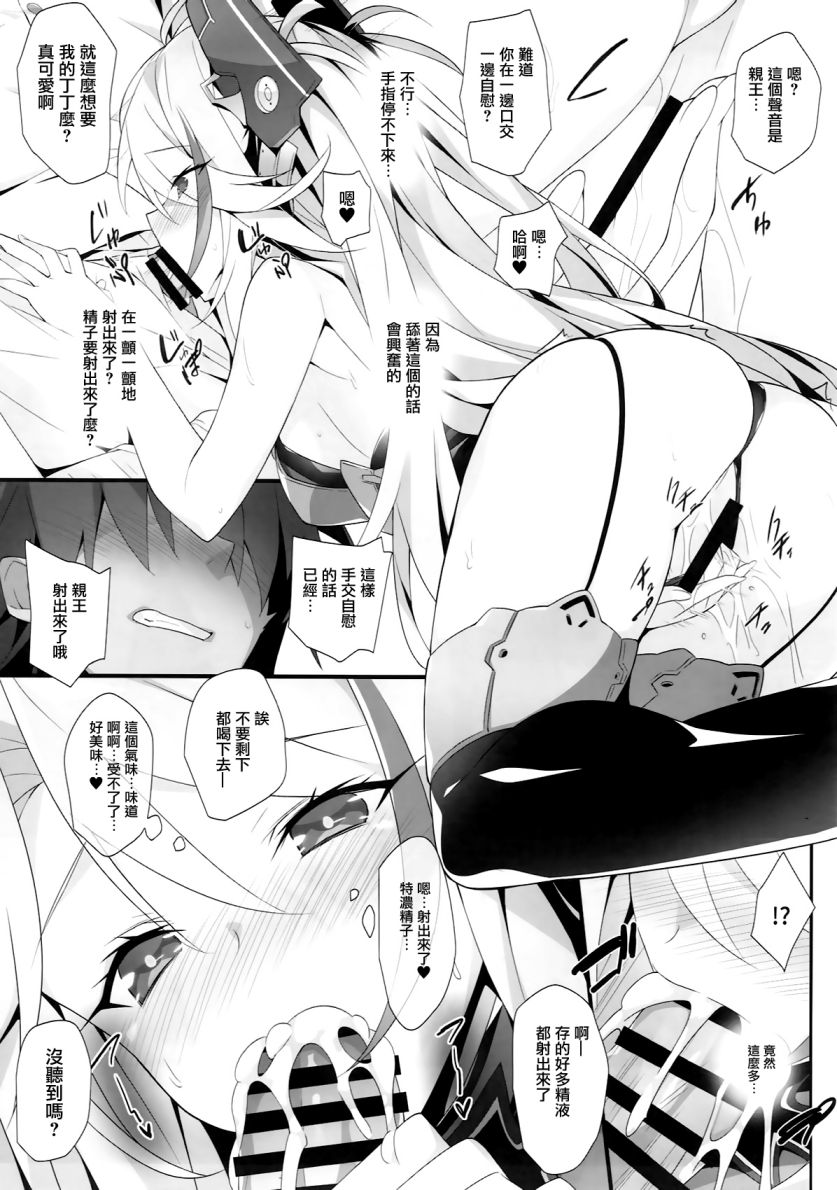 嗯?
這個聲音是
親王…
難道
你在一邊口交
一邊自慰?
不行…
手指停不下來…
就這麼想要
我的丁丁麼?
真可愛啊
嗯♥
嗯…
哈啊♥
因為
舔著這個的話
會興奮的
在一顫一顫地
射出來了?
精子要射出來了麼?
這樣
手交自慰
的話
已經…
親王
射出來了哦
誒
不要剩下
都喝下去—
這個氣味…味道
啊啊…受不了了…
好美味…♥
!?
嗯…射出來了♥
特濃精子…
竟然
這麼多…
啊—
存的好多精液
都射出來了
沒聽到嗎?